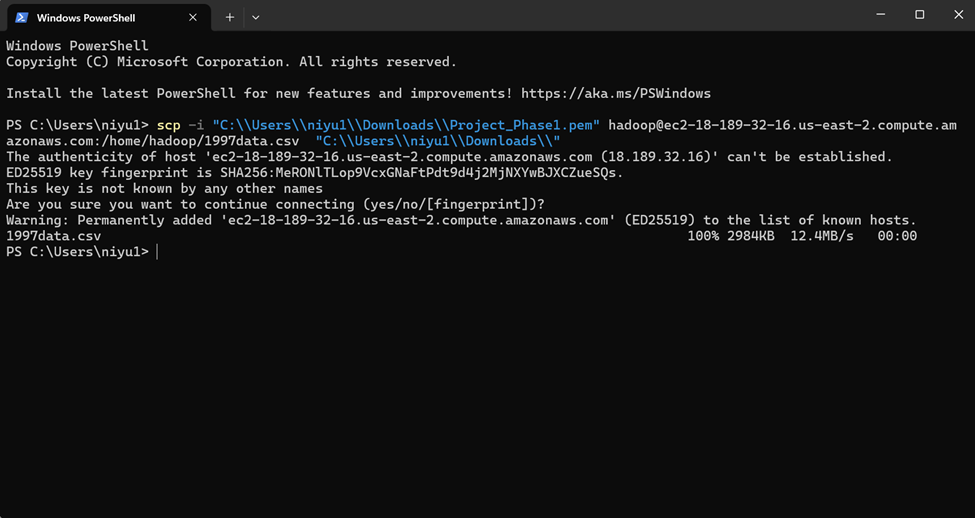 Windows PowerShell
Windows PowerShell
Copyright (C) Microsoft Corporation. All rights reserved.
Install the latest PowerShell for new features and improvements! https://aka.ms/PSWindows
PS C:\Users\niyu1> scp -i "C:\\Users\\niyu1\\Downloads\\Project_Phase1.pem" hadoop@ec2-18-189-32-16.us-east-2.compute.am
azonaws.com:/home/hadoop/1997data.csv  "C:\\Users\\niyu1\\Downloads\\"
The authenticity of host 'ec2-18-189-32-16.us-east-2.compute.amazonaws.com (18.189.32.16)' can't be established.
ED25519 key fingerprint is SHA256:MeRONlTLop9VcxGNaFtPdt9d4j2MjNXYwBJXCZueSQs.
This key is not known by any other names
Are you sure you want to continue connecting (yes/no/[fingerprint])?
Warning: Permanently added 'ec2-18-189-32-16.us-east-2.compute.amazonaws.com' (ED25519) to the list of known hosts.
1997data.csv 100% 2984KB 12.4MB/s 00:00
PS C:\Users\niyu1>